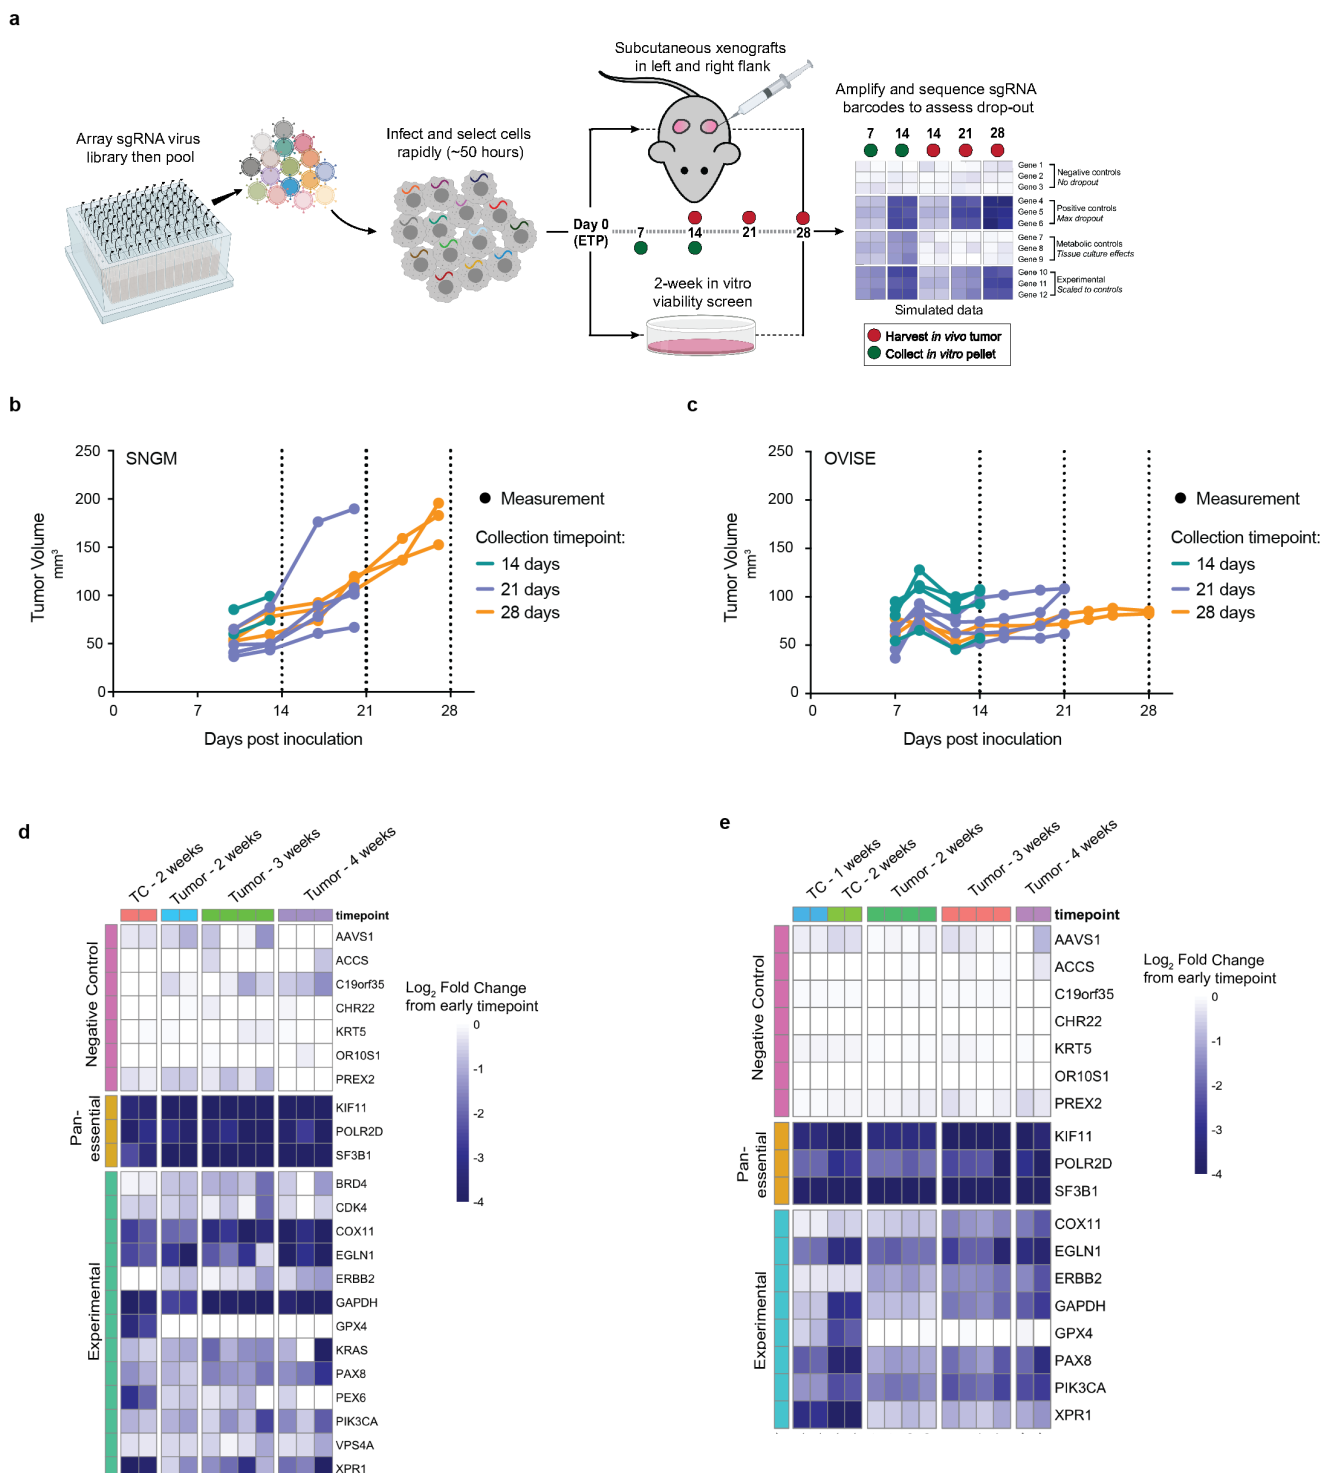 a
Subcutaneous xenografts
in left and right flank
Array sgRNA virus
library then pool
Infect and select cells
rapidly (~50 hours)
Amplify and sequence sgRNA
barcodes to assess drop-out
7 14 14 21 28
Gene 1
Gene 2
Gene 3
Negative controls
No dropout
Gene 4
Gene 5
Gene 6
Positive controls
Max dropout
Gene 7
Gene 8
Gene 9
Metabolic controls
Tissue culture effects
Gene 10
Gene 11
Gene 12
Experimental
Scaled to controls
Simulated data
Harvest in vivo tumor
Collect in vitro pellet
Day 0
(ETP)
7 14 21 28
2-week in vitro
viability screen
b
SNGM
Tumor Volume
mm³
250
200
150
100
50
0
0 7 14 21 28
Days post inoculation
Measurement
Collection timepoint:
14 days
21 days
28 days
c
OVISE
Tumor Volume
mm³
250
200
150
100
50
0
0 7 14 21 28
Days post inoculation
Measurement
Collection timepoint:
14 days
21 days
28 days
d
TC - 2 weeks
Tumor - 2 weeks
Tumor - 3 weeks
Tumor - 4 weeks
timepoint
Negative Control
AAVS1
ACCS
C19orf35
CHR22
KRT5
OR10S1
PREX2
Pan-
essential
KIF11
POLR2D
SF3B1
Experimental
BRD4
CDK4
COX11
EGLN1
ERBB2
GAPDH
GPX4
KRAS
PAX8
PEX6
PIK3CA
VPS4A
XPR1
Log₂ Fold Change
from early timepoint
0
-1
-2
-3
-4
e
TC - 1 weeks
TC - 2 weeks
Tumor - 2 weeks
Tumor - 3 weeks
Tumor - 4 weeks
timepoint
Negative Control
AAVS1
ACCS
C19orf35
CHR22
KRT5
OR10S1
PREX2
Pan-
essential
KIF11
POLR2D
SF3B1
Experimental
COX11
EGLN1
ERBB2
GAPDH
GPX4
PAX8
PIK3CA
XPR1
Log₂ Fold Change
from early timepoint
0
-1
-2
-3
-4